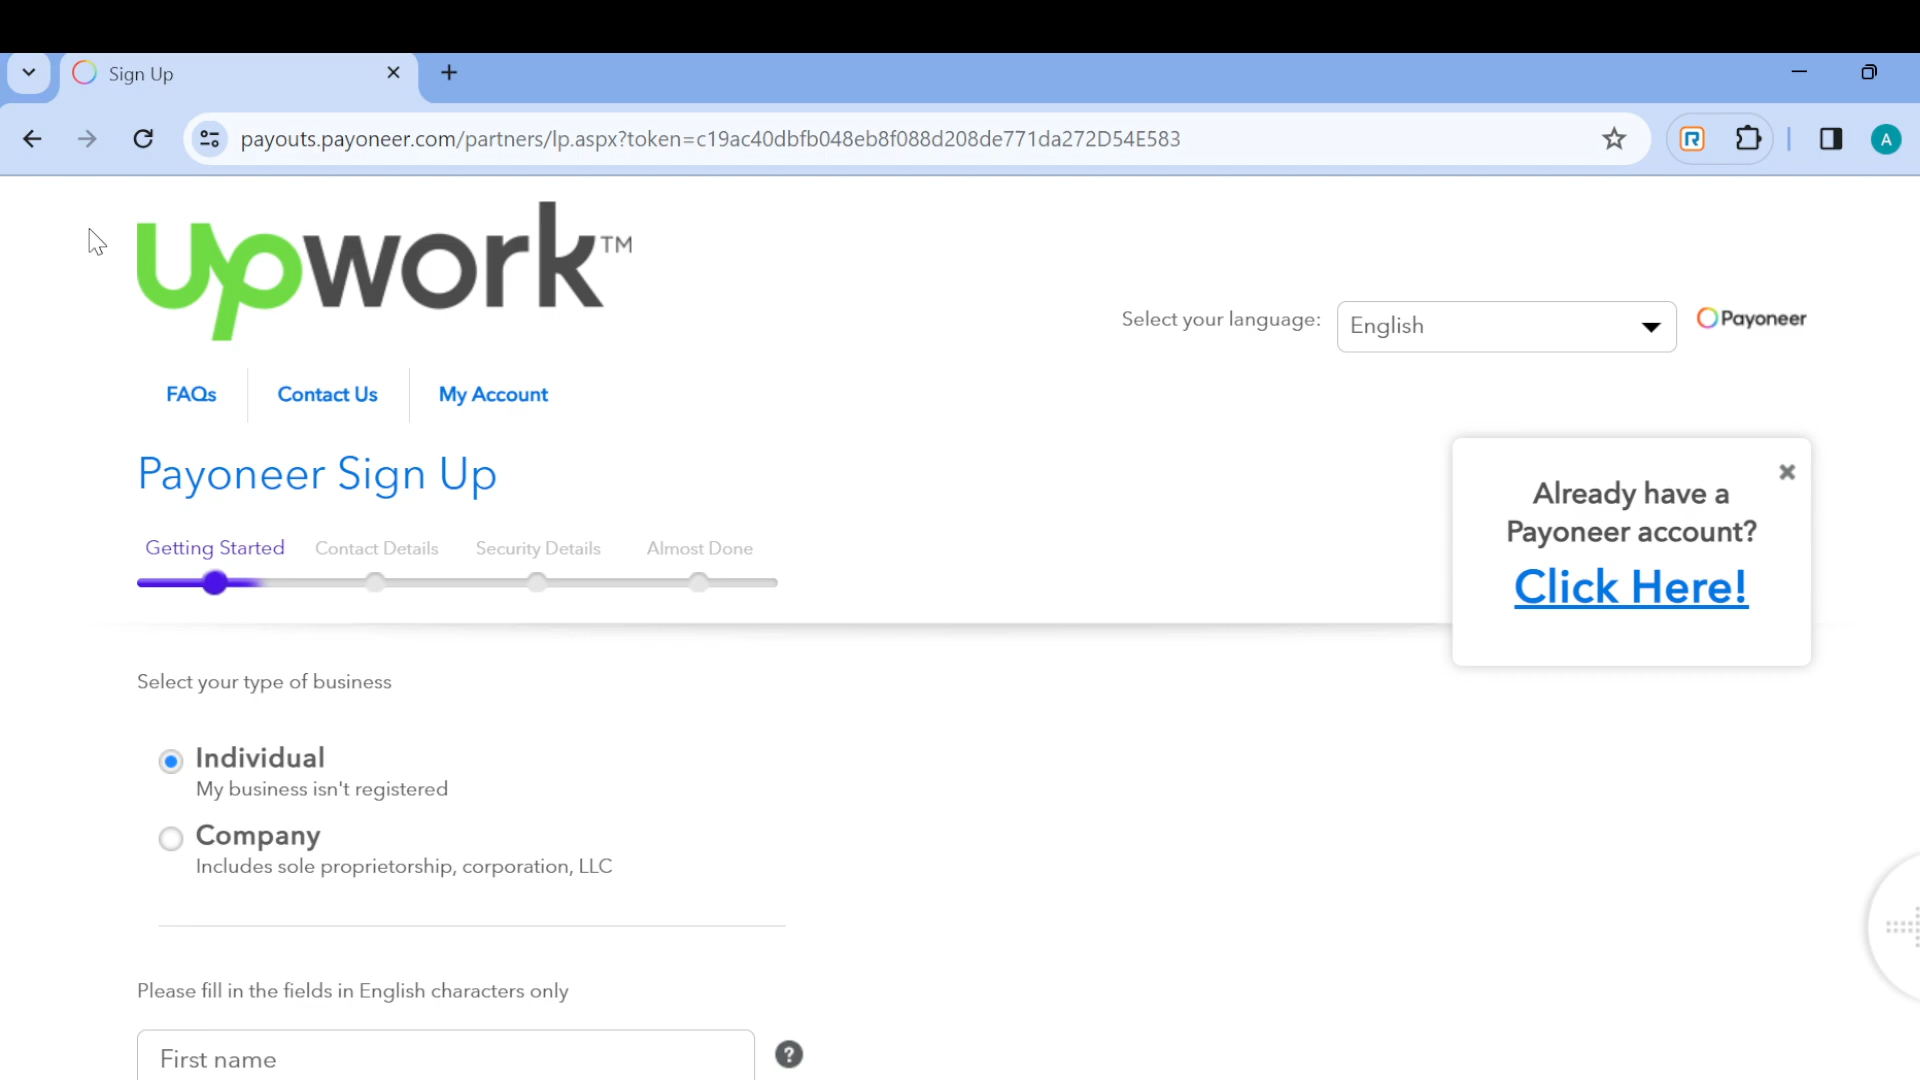 Sign Up
payouts.payoneer.com/partners/lp.aspx?token=c19ac40dbfb048eb8f088d208de771da272D54E583
A
upwork™
Select your language:
English
Payoneer
FAQs
Contact Us
My Account
Payoneer Sign Up
Getting Started
Contact Details
Security Details
Almost Done
Already have a
Payoneer account?
Click Here!
Select your type of business
Individual
My business isn't registered
Company
Includes sole proprietorship, corporation, LLC
Please fill in the fields in English characters only
First name
?